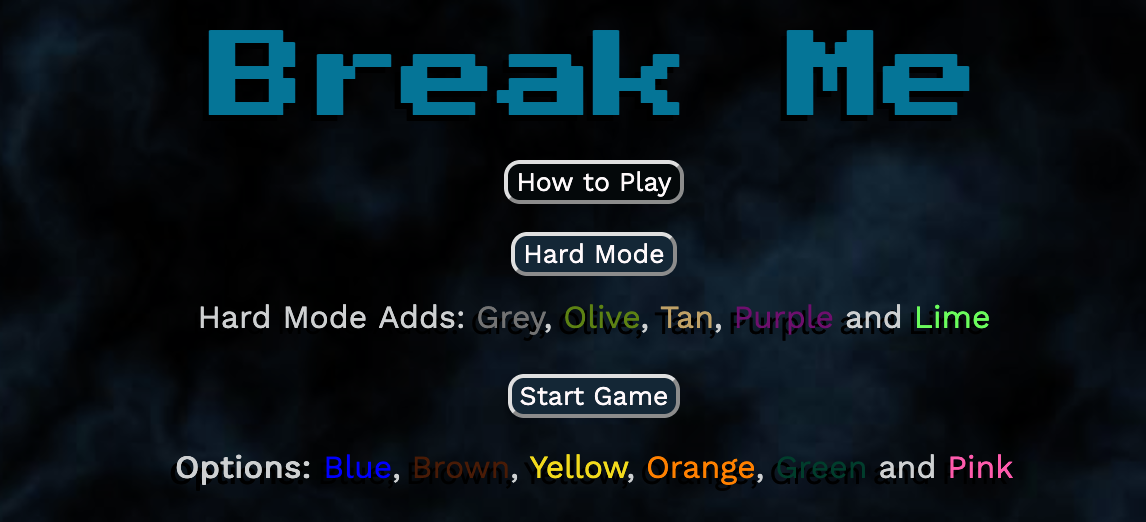 Break Me
How to Play
Hard Mode
Hard Mode Adds: Grey, Olive, Tan, Purple and Lime
Start Game
Options: Blue, Brown, Yellow, Orange, Green and Pink